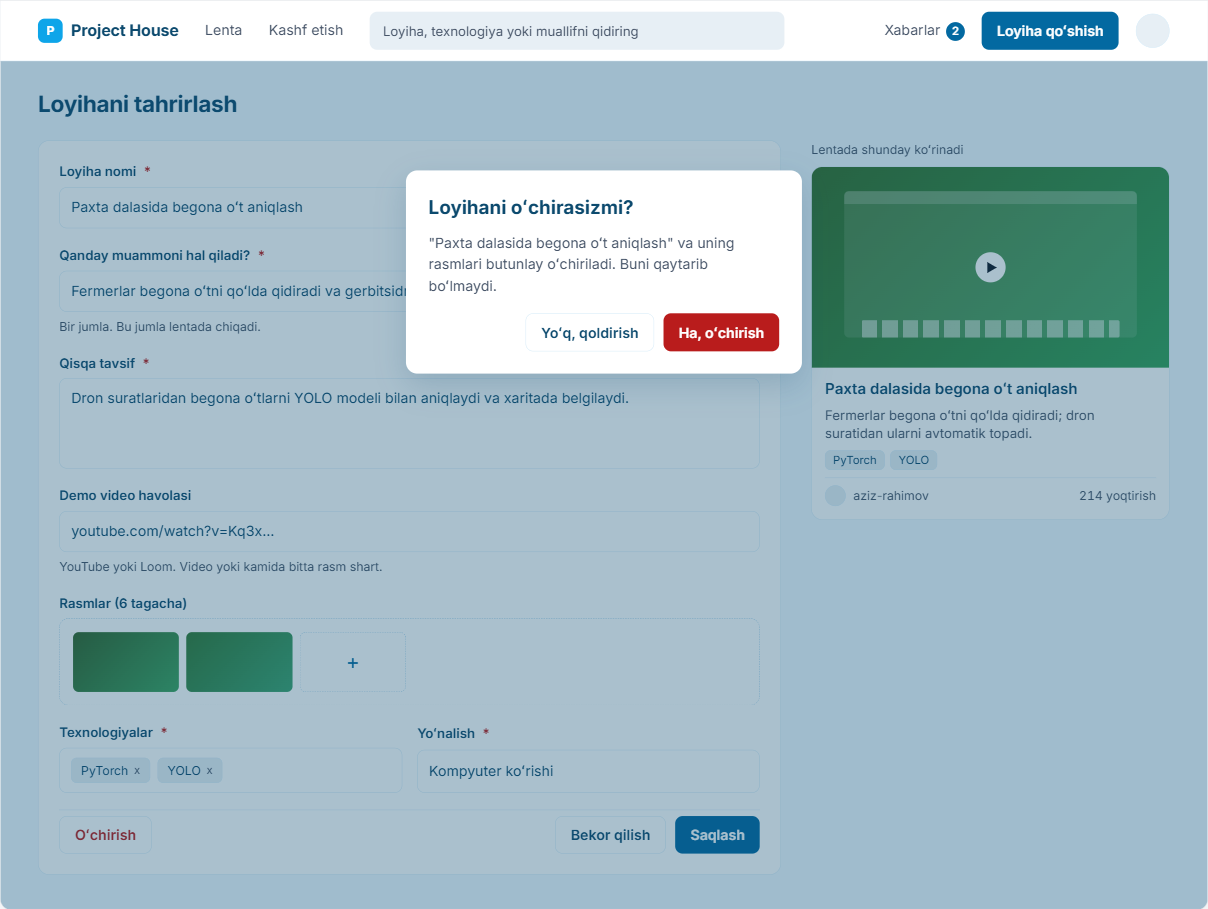 P Project House Lenta Kashf etish Loyiha, texnologiya yoki muallifni qidiring Xabarlar 2 Loyiha qoʻshish
Loyihani tahrirlash
Loyiha nomi *
Paxta dalasida begona oʻt aniqlash
Qanday muammoni hal qiladi? *
Fermerlar begona oʻtni qoʻlda qidiradi va
Bir jumla. Bu jumla lentada chiqadi.
Qisqa tavsif *
Dron suratlaridan begona oʻtlarni YOLO modeli bilan aniqlaydi va xaritada belgilaydi.
Demo video havolasi
youtube.com/watch?v=Kq3x...
YouTube yoki Loom. Video yoki kamida bitta rasm shart.
Rasmlar (6 tagacha)
+
Texnologiyalar *
PyTorch x YOLO x
Yoʻnalish *
Kompyuter koʻrishi
Oʻchirish Bekor qilish Saqlash
Loyihani oʻchirasizmi?
"Paxta dalasida begona oʻt aniqlash" va uning
rasmlari butunlay oʻchiriladi. Buni qaytarib
boʻlmaydi.
Yoʻq, qoldirish Ha, oʻchirish
Lentada shunday koʻrinadi
Paxta dalasida begona oʻt aniqlash
Fermerlar begona oʻtni qoʻlda qidiradi; dron
suratidan ularni avtomatik topadi.
PyTorch YOLO
aziz-rahimov 214 yoqtirish